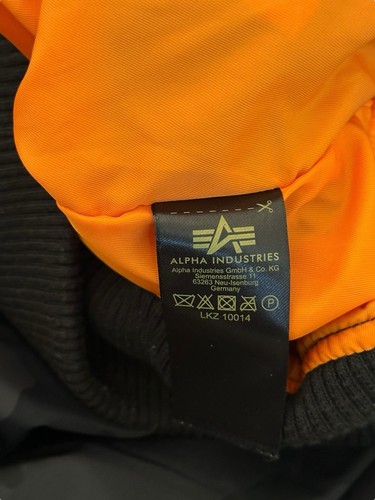 ALPHA INDUSTRIES
Alpha Industries GmbH & Co. KG
Siemensstrasse 11
63263 Neu-Isenburg
Germany
P
LKZ 10014